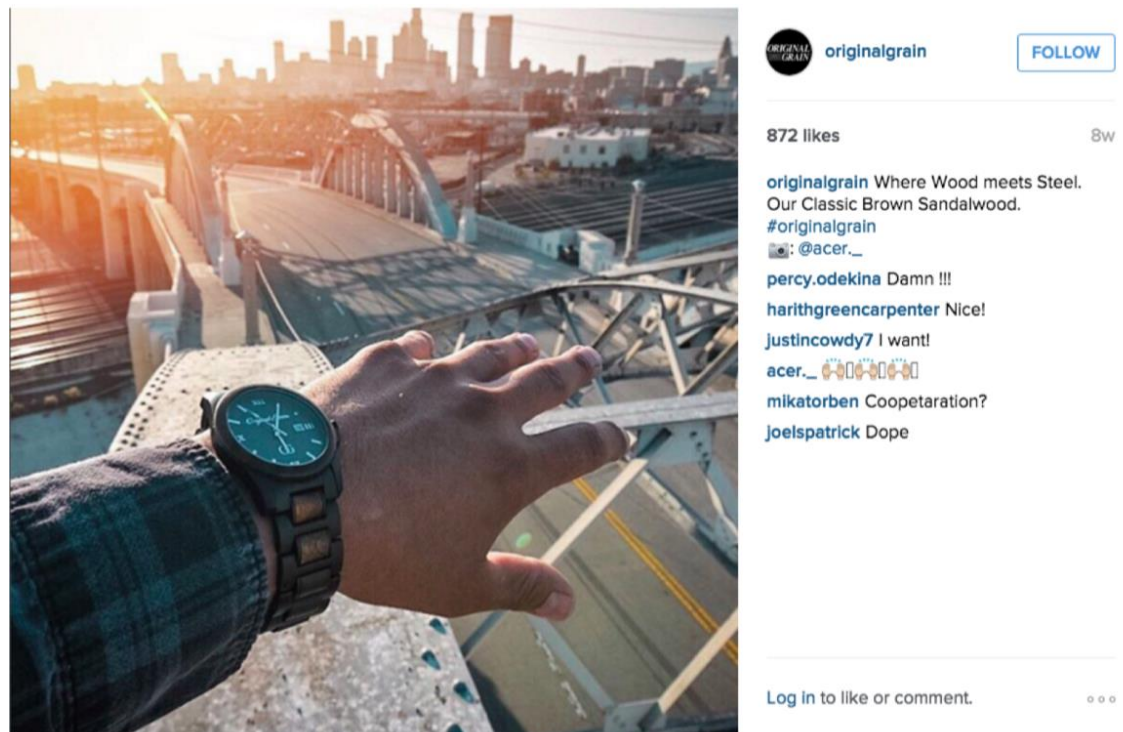 ORIGINAL
GRAIN
originalgrain
FOLLOW
872 likes
8w
originalgrain Where Wood meets Steel.
Our Classic Brown Sandalwood.
#originalgrain
📷: @acer._
percy.odekina Damn !!!
harithgreencarpenter Nice!
justincowdy7 I want!
acer._ 🙌🏼🙌🏼🙌🏼
mikatorben Coopetaration?
joelspatrick Dope
Log in to like or comment.